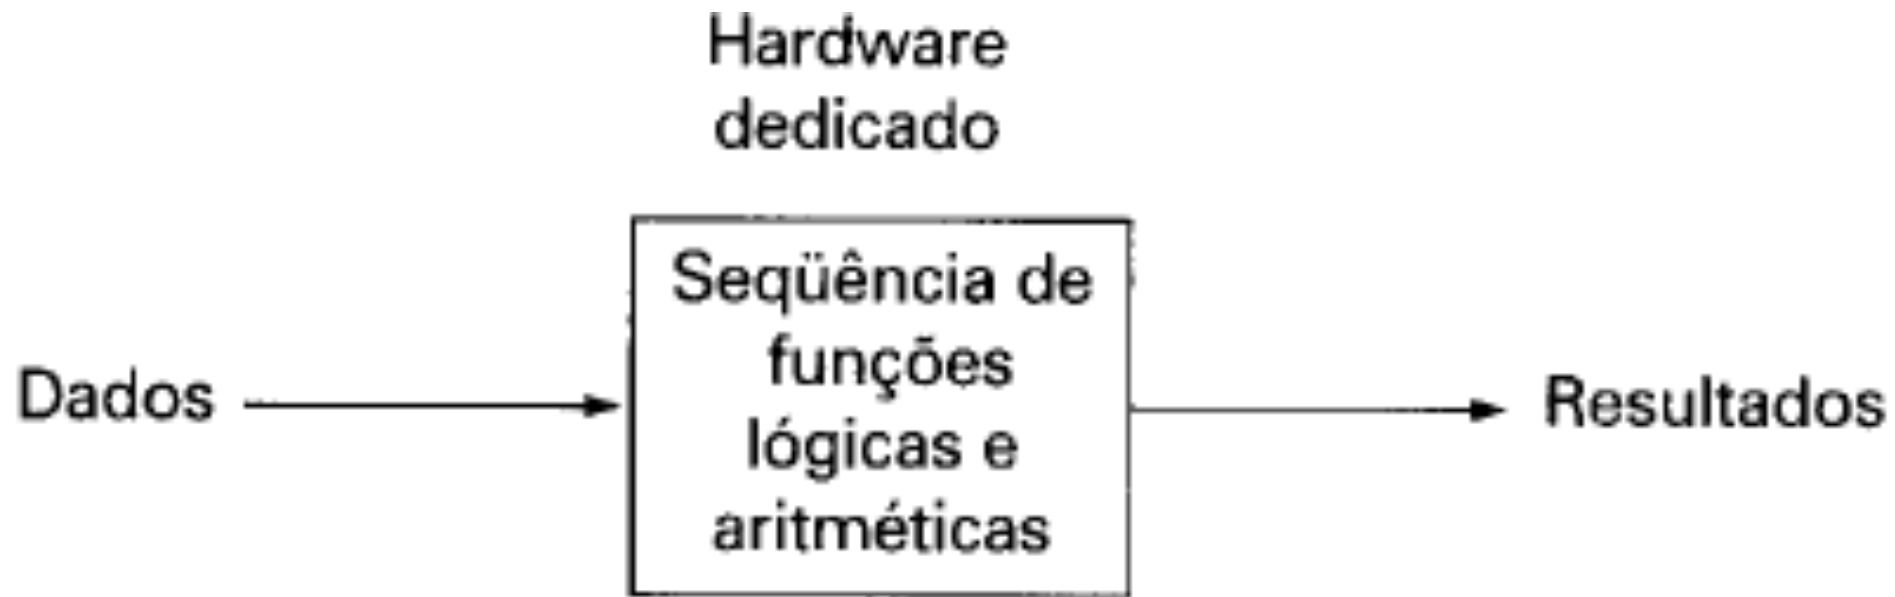 Hardware
dedicado
Seqüência de
funções
Dados
lógicas e
Resultados
aritméticas